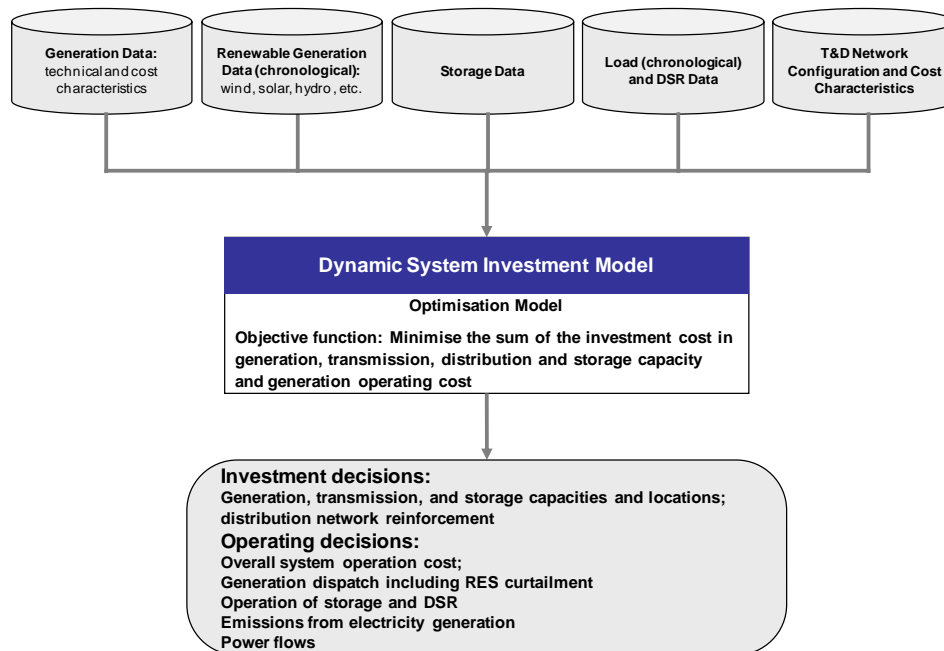 Generation Data:
technical and cost
characteristics
Renewable Generation
Data (chronological):
wind, solar, hydro, etc.
Storage Data
Load (chronological)
and DSR Data
T&D Network
Configuration and Cost
Characteristics
Dynamic System Investment Model
Optimisation Model
Objective function: Minimise the sum of the investment cost in
generation, transmission, distribution and storage capacity
and generation operating cost
Investment decisions:
Generation, transmission, and storage capacities and locations;
distribution network reinforcement
Operating decisions:
Overall system operation cost;
Generation dispatch including RES curtailment
Operation of storage and DSR
Emissions from electricity generation
Power flows